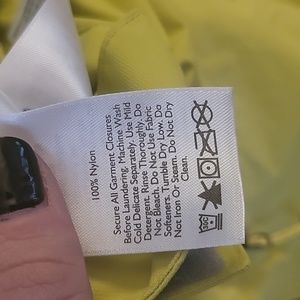 100% Nylon
Secure All Garment Closures
Before Laundering. Machine Wash
Cold Delicate Separately. Use Mild
Detergent. Rinse Thoroughly. Do
Not Bleach. Do Not Use Fabric
Softeners. Tumble Dry Low. Do
Not Iron Or Steam. Do Not Dry
Clean.
30C